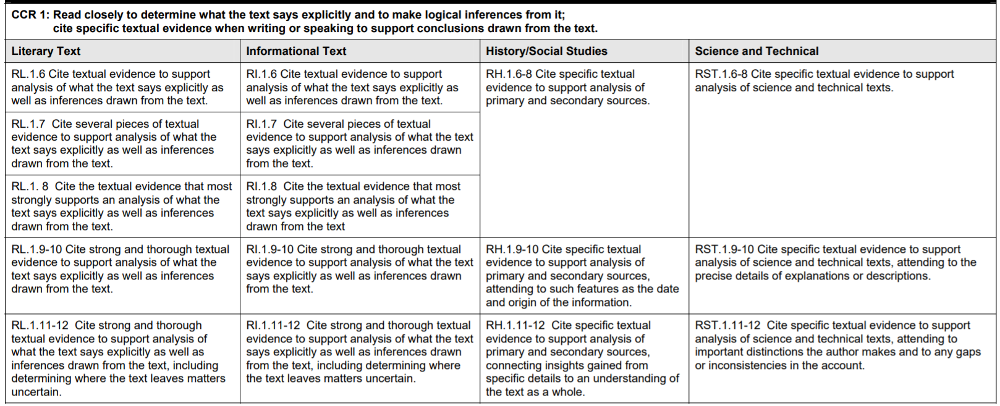 CCR 1: Read closely to determine what the text says explicitly and to make logical inferences from it;
cite specific textual evidence when writing or speaking to support conclusions drawn from the text.
Literary Text
Informational Text
History/Social Studies
Science and Technical
RL.1.6 Cite textual evidence to support
analysis of what the text says explicitly as
well as inferences drawn from the text.
RI.1.6 Cite textual evidence to support
analysis of what the text says explicitly as
well as inferences drawn from the text.
RH.1.6-8 Cite specific textual
evidence to support analysis of
primary and secondary sources.
RST.1.6-8 Cite specific textual evidence to support
analysis of science and technical texts.
RL.1.7  Cite several pieces of textual
evidence to support analysis of what the
text says explicitly as well as inferences
drawn from the text.
RI.1.7  Cite several pieces of textual
evidence to support analysis of what the text
says explicitly as well as inferences drawn
from the text.
RL.1. 8  Cite the textual evidence that most
strongly supports an analysis of what the
text says explicitly as well as inferences
drawn from the text.
RI.1.8  Cite the textual evidence that most
strongly supports an analysis of what the
text says explicitly as well as inferences
drawn from the text
RL.1.9-10 Cite strong and thorough textual
evidence to support analysis of what the
text says explicitly as well as inferences
drawn from the text.
RI.1.9-10 Cite strong and thorough textual
evidence to support analysis of what the text
says explicitly as well as inferences drawn
from the text.
RH.1.9-10 Cite specific textual
evidence to support analysis of
primary and secondary sources,
attending to such features as the date
and origin of the information.
RST.1.9-10 Cite specific textual evidence to support
analysis of science and technical texts, attending to the
precise details of explanations or descriptions.
RL.1.11-12  Cite strong and thorough
textual evidence to support analysis of
what the text says explicitly as well as
inferences drawn from the text, including
determining where the text leaves matters
uncertain.
RI.1.11-12  Cite strong and thorough textual
evidence to support analysis of what the text
says explicitly as well as inferences drawn
from the text, including determining where
the text leaves matters uncertain.
RH.1.11-12  Cite specific textual
evidence to support analysis of
primary and secondary sources,
connecting insights gained from
specific details to an understanding of
the text as a whole.
RST.1.11-12  Cite specific textual evidence to support
analysis of science and technical texts, attending to
important distinctions the author makes and to any gaps
or inconsistencies in the account.